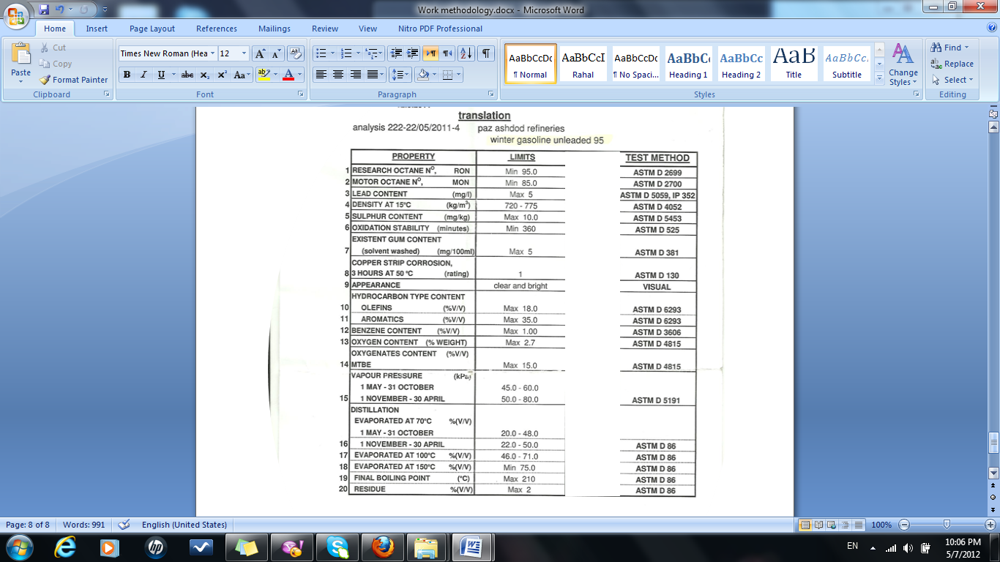 Work methodology.docx - Microsoft Word
Home Insert Page Layout References Mailings Review View Nitro PDF Professional
Paste
Cut
Copy
Format Painter
Clipboard
Times New Roman (Hea 12
B I U abc x₂ x² Aa
Font
Paragraph
AaBbCcDc AaBbCcI AaBbCcDc AaBbC AaBbCc AaB AaBbCc.
¶ Normal Rahal ¶ No Spaci... Heading 1 Heading 2 Title Subtitle
Change Styles
Styles
Find
Replace
Select
Editing
translation
analysis 222-22/05/2011-4 paz ashdod refineries
winter gasoline unleaded 95
PROPERTY LIMITS TEST METHOD
1 RESEARCH OCTANE Nº, RON Min 95.0 ASTM D 2699
2 MOTOR OCTANE Nº, MON Min 85.0 ASTM D 2700
3 LEAD CONTENT (mg/l) Max 5 ASTM D 5059, IP 352
4 DENSITY AT 15°C (kg/m³) 720 - 775 ASTM D 4052
5 SULPHUR CONTENT (mg/kg) Max 10.0 ASTM D 5453
6 OXIDATION STABILITY (minutes) Min 360 ASTM D 525
EXISTENT GUM CONTENT
7 (solvent washed) (mg/100ml) Max 5 ASTM D 381
COPPER STRIP CORROSION,
8 3 HOURS AT 50 °C (rating) 1 ASTM D 130
9 APPEARANCE clear and bright VISUAL
HYDROCARBON TYPE CONTENT
10 OLEFINS (%V/V) Max 18.0 ASTM D 6293
11 AROMATICS (%V/V) Max 35.0 ASTM D 6293
12 BENZENE CONTENT (%V/V) Max 1.00 ASTM D 3606
13 OXYGEN CONTENT (% WEIGHT) Max 2.7 ASTM D 4815
OXYGENATES CONTENT (%V/V)
14 MTBE Max 15.0 ASTM D 4815
VAPOUR PRESSURE (kPa)
1 MAY - 31 OCTOBER 45.0 - 60.0
15 1 NOVEMBER - 30 APRIL 50.0 - 80.0 ASTM D 5191
DISTILLATION
EVAPORATED AT 70°C %(V/V)
1 MAY - 31 OCTOBER 20.0 - 48.0
16 1 NOVEMBER - 30 APRIL 22.0 - 50.0 ASTM D 86
17 EVAPORATED AT 100°C %(V/V) 46.0 - 71.0 ASTM D 86
18 EVAPORATED AT 150°C %(V/V) Min 75.0 ASTM D 86
19 FINAL BOILING POINT (°C) Max 210 ASTM D 86
20 RESIDUE %(V/V) Max 2 ASTM D 86
Page: 8 of 8 Words: 991 English (United States) 100%
hp
EN 10:06 PM
5/7/2012